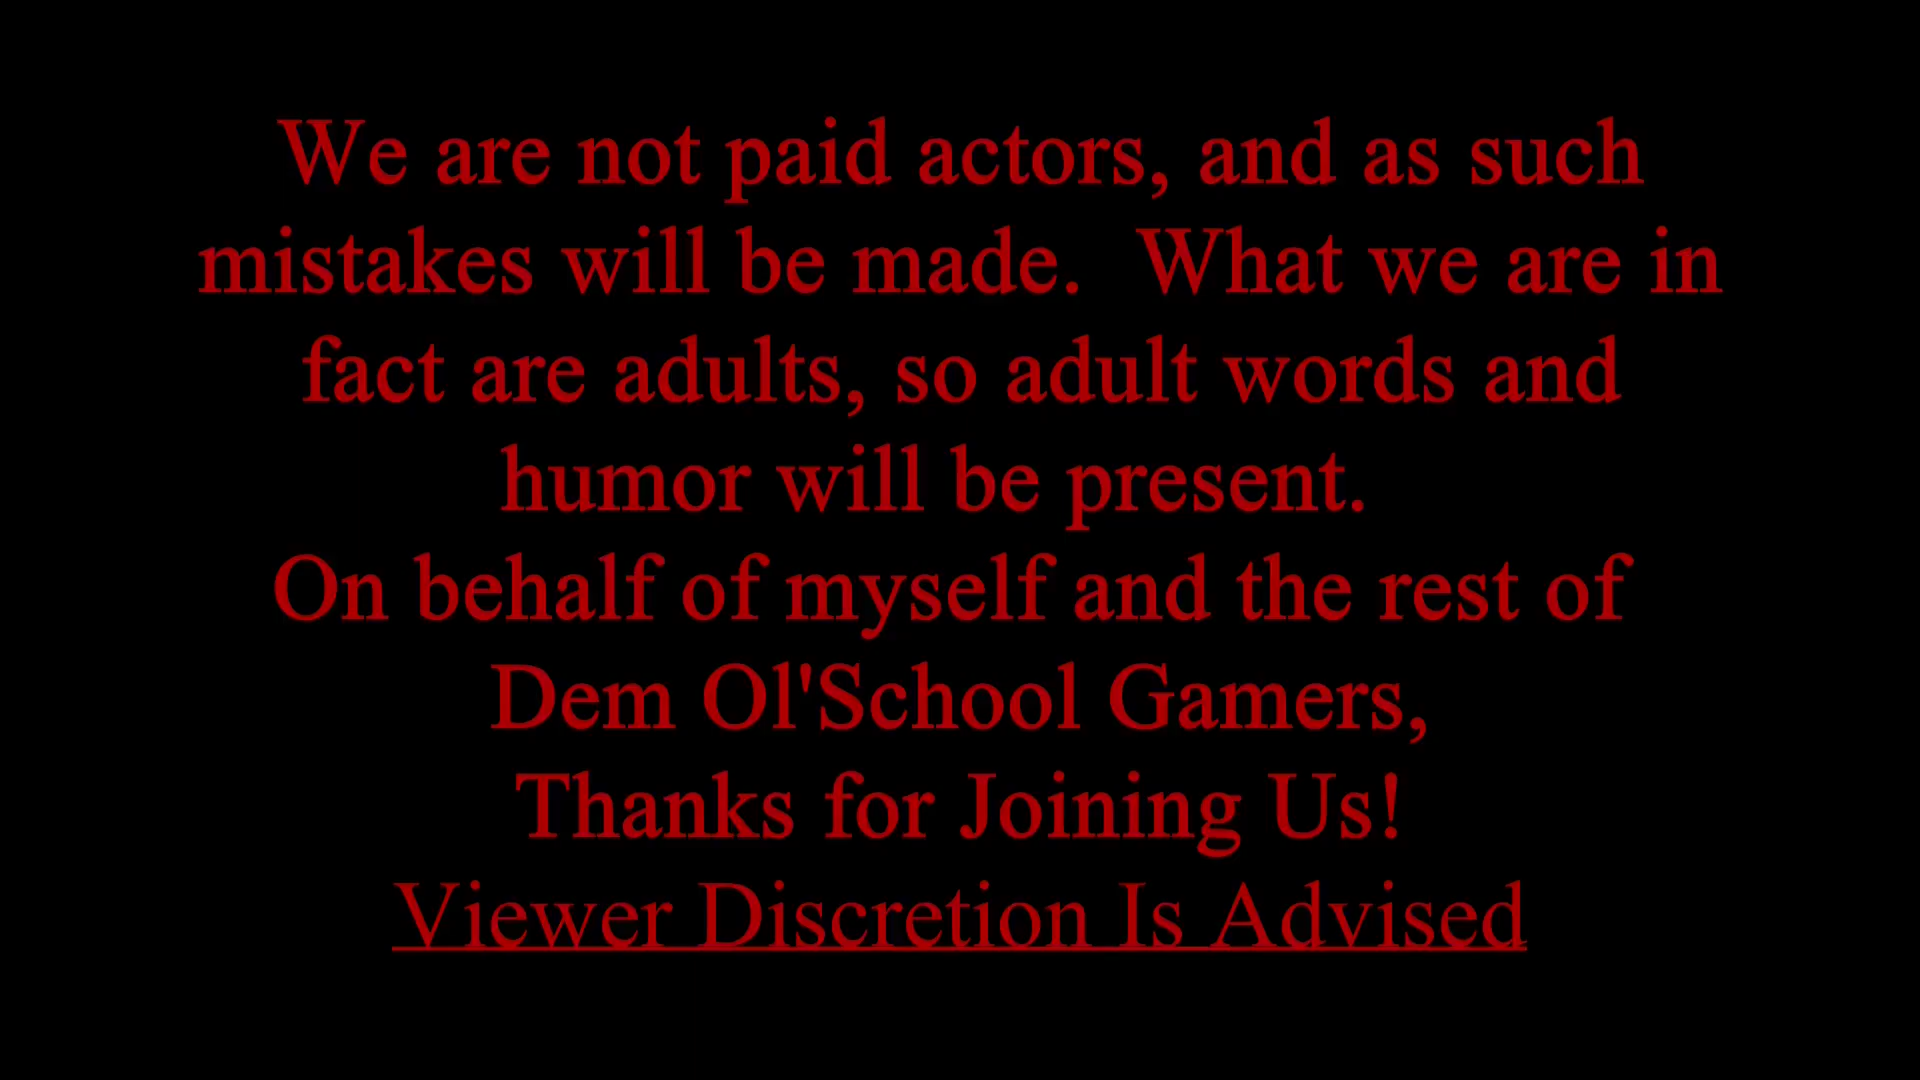 We are not paid actors, and as such
mistakes will be made.  What we are in
fact are adults, so adult words and
humor will be present.
On behalf of myself and the rest of
Dem Ol'School Gamers,
Thanks for Joining Us!
Viewer Discretion Is Advised